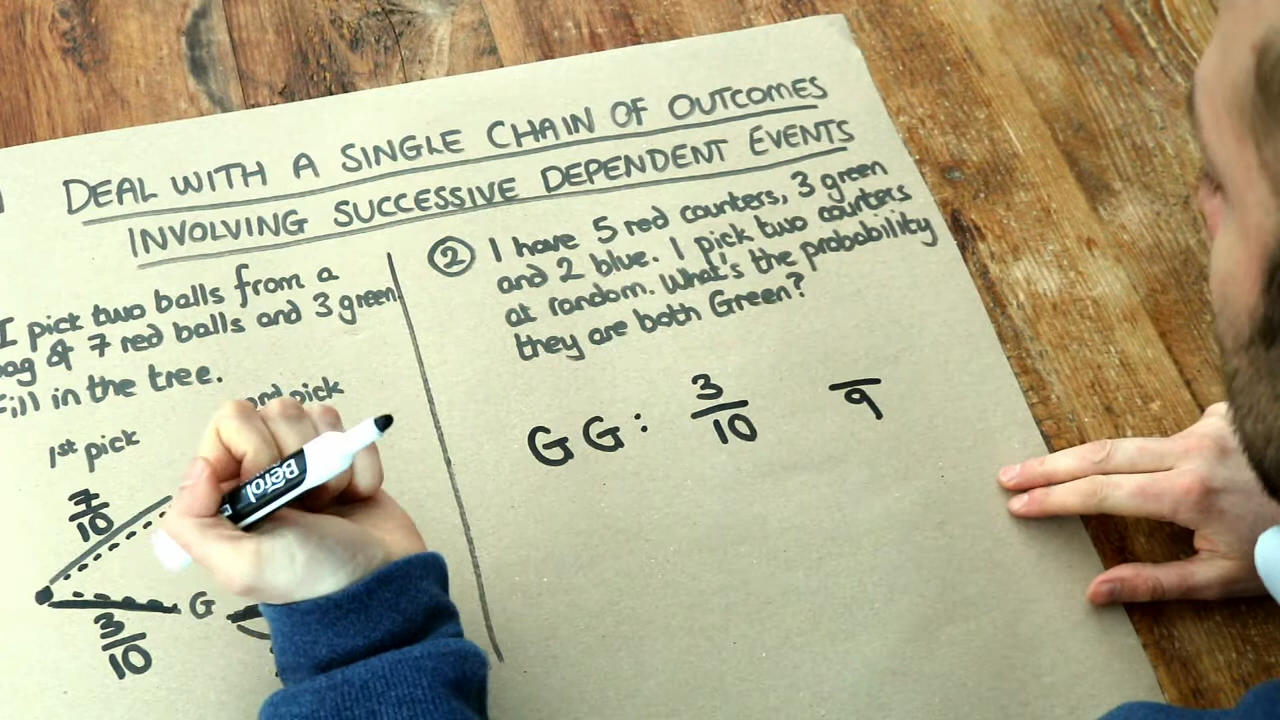 DEAL WITH A SINGLE CHAIN OF OUTCOMES
INVOLVING SUCCESSIVE DEPENDENT EVENTS
I pick two balls from a
bag of 7 red balls and 3 green.
Fill in the tree.
1st pick
pick
7/10
G
3/10
② I have 5 red counters, 3 green
and 2 blue. I pick two counters
at random. What's the probability
they are both Green?
GG: 3/10 /9
Berol